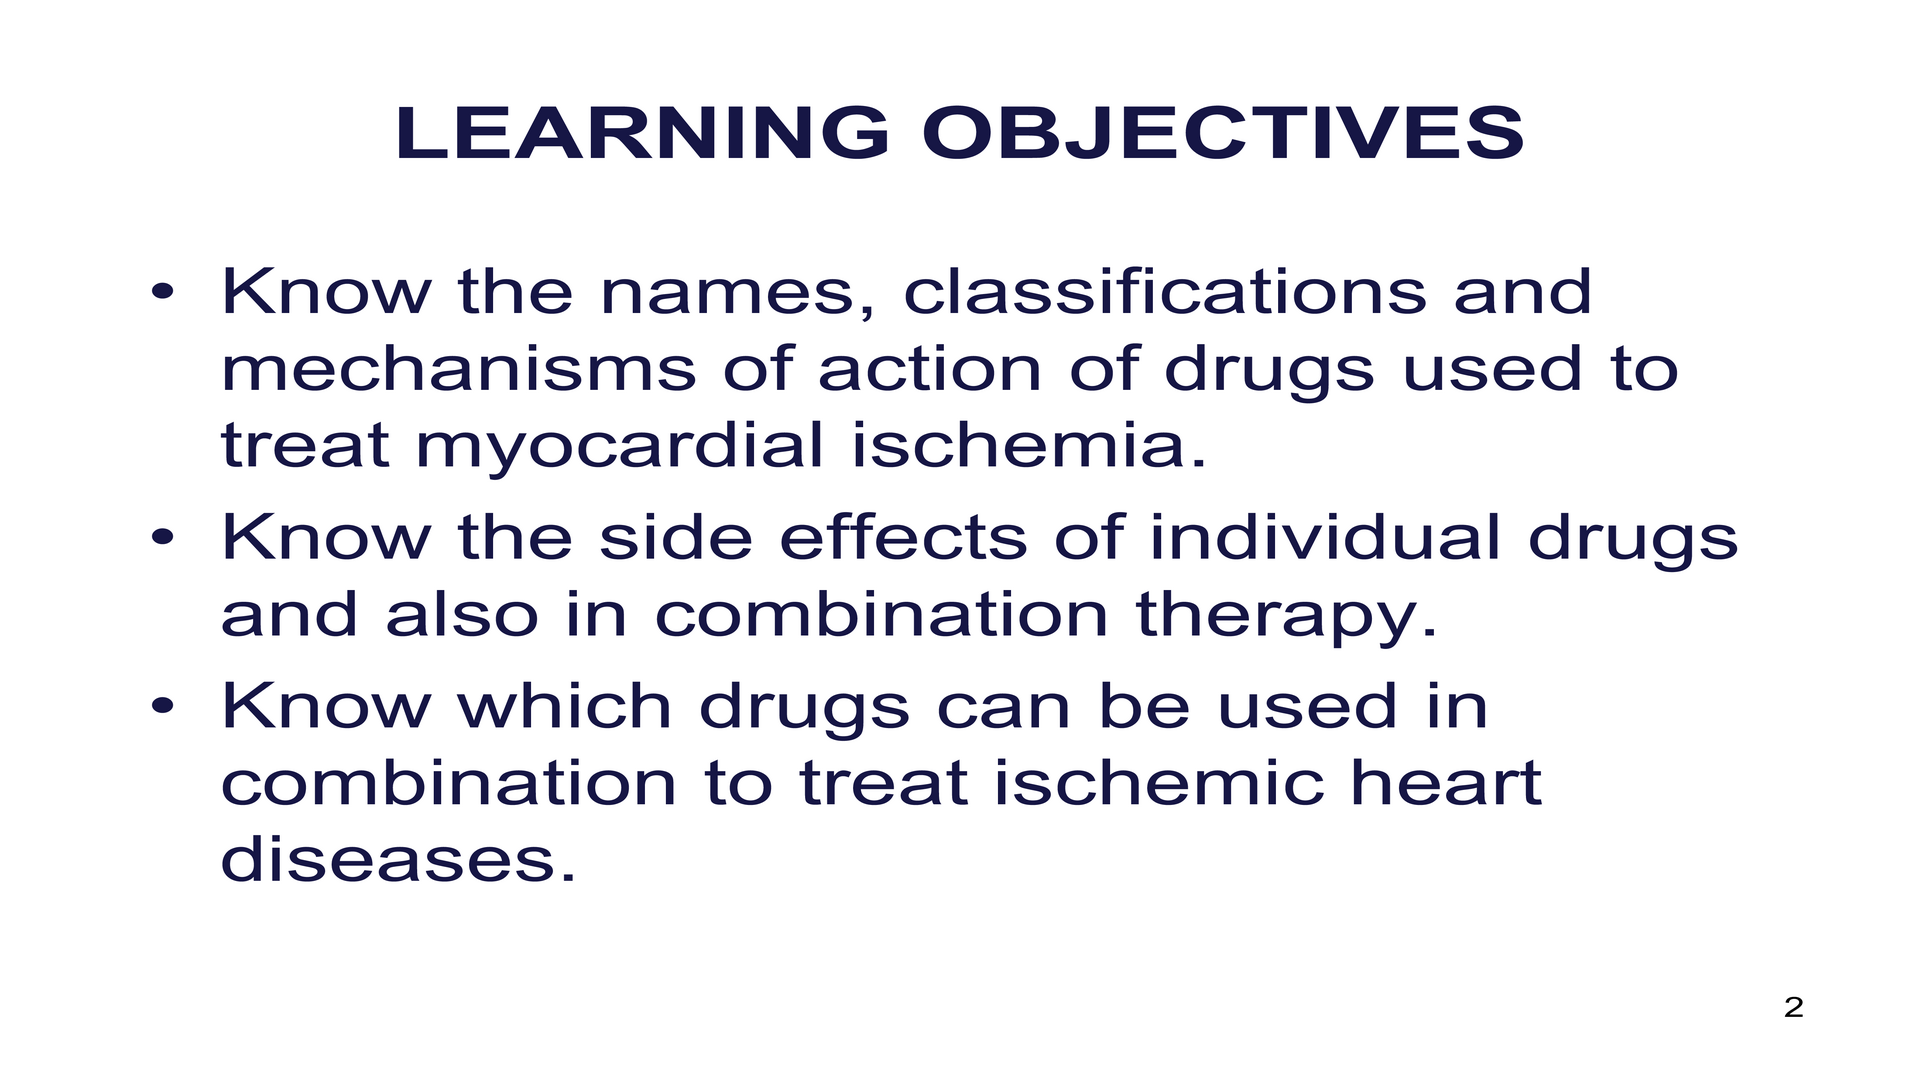 LEARNING OBJECTIVES
• Know the names, classifications and
mechanisms of action of drugs used to
treat myocardial ischemia.
• Know the side effects of individual drugs
and also in combination therapy.
• Know which drugs can be used in
combination to treat ischemic heart
diseases.
2